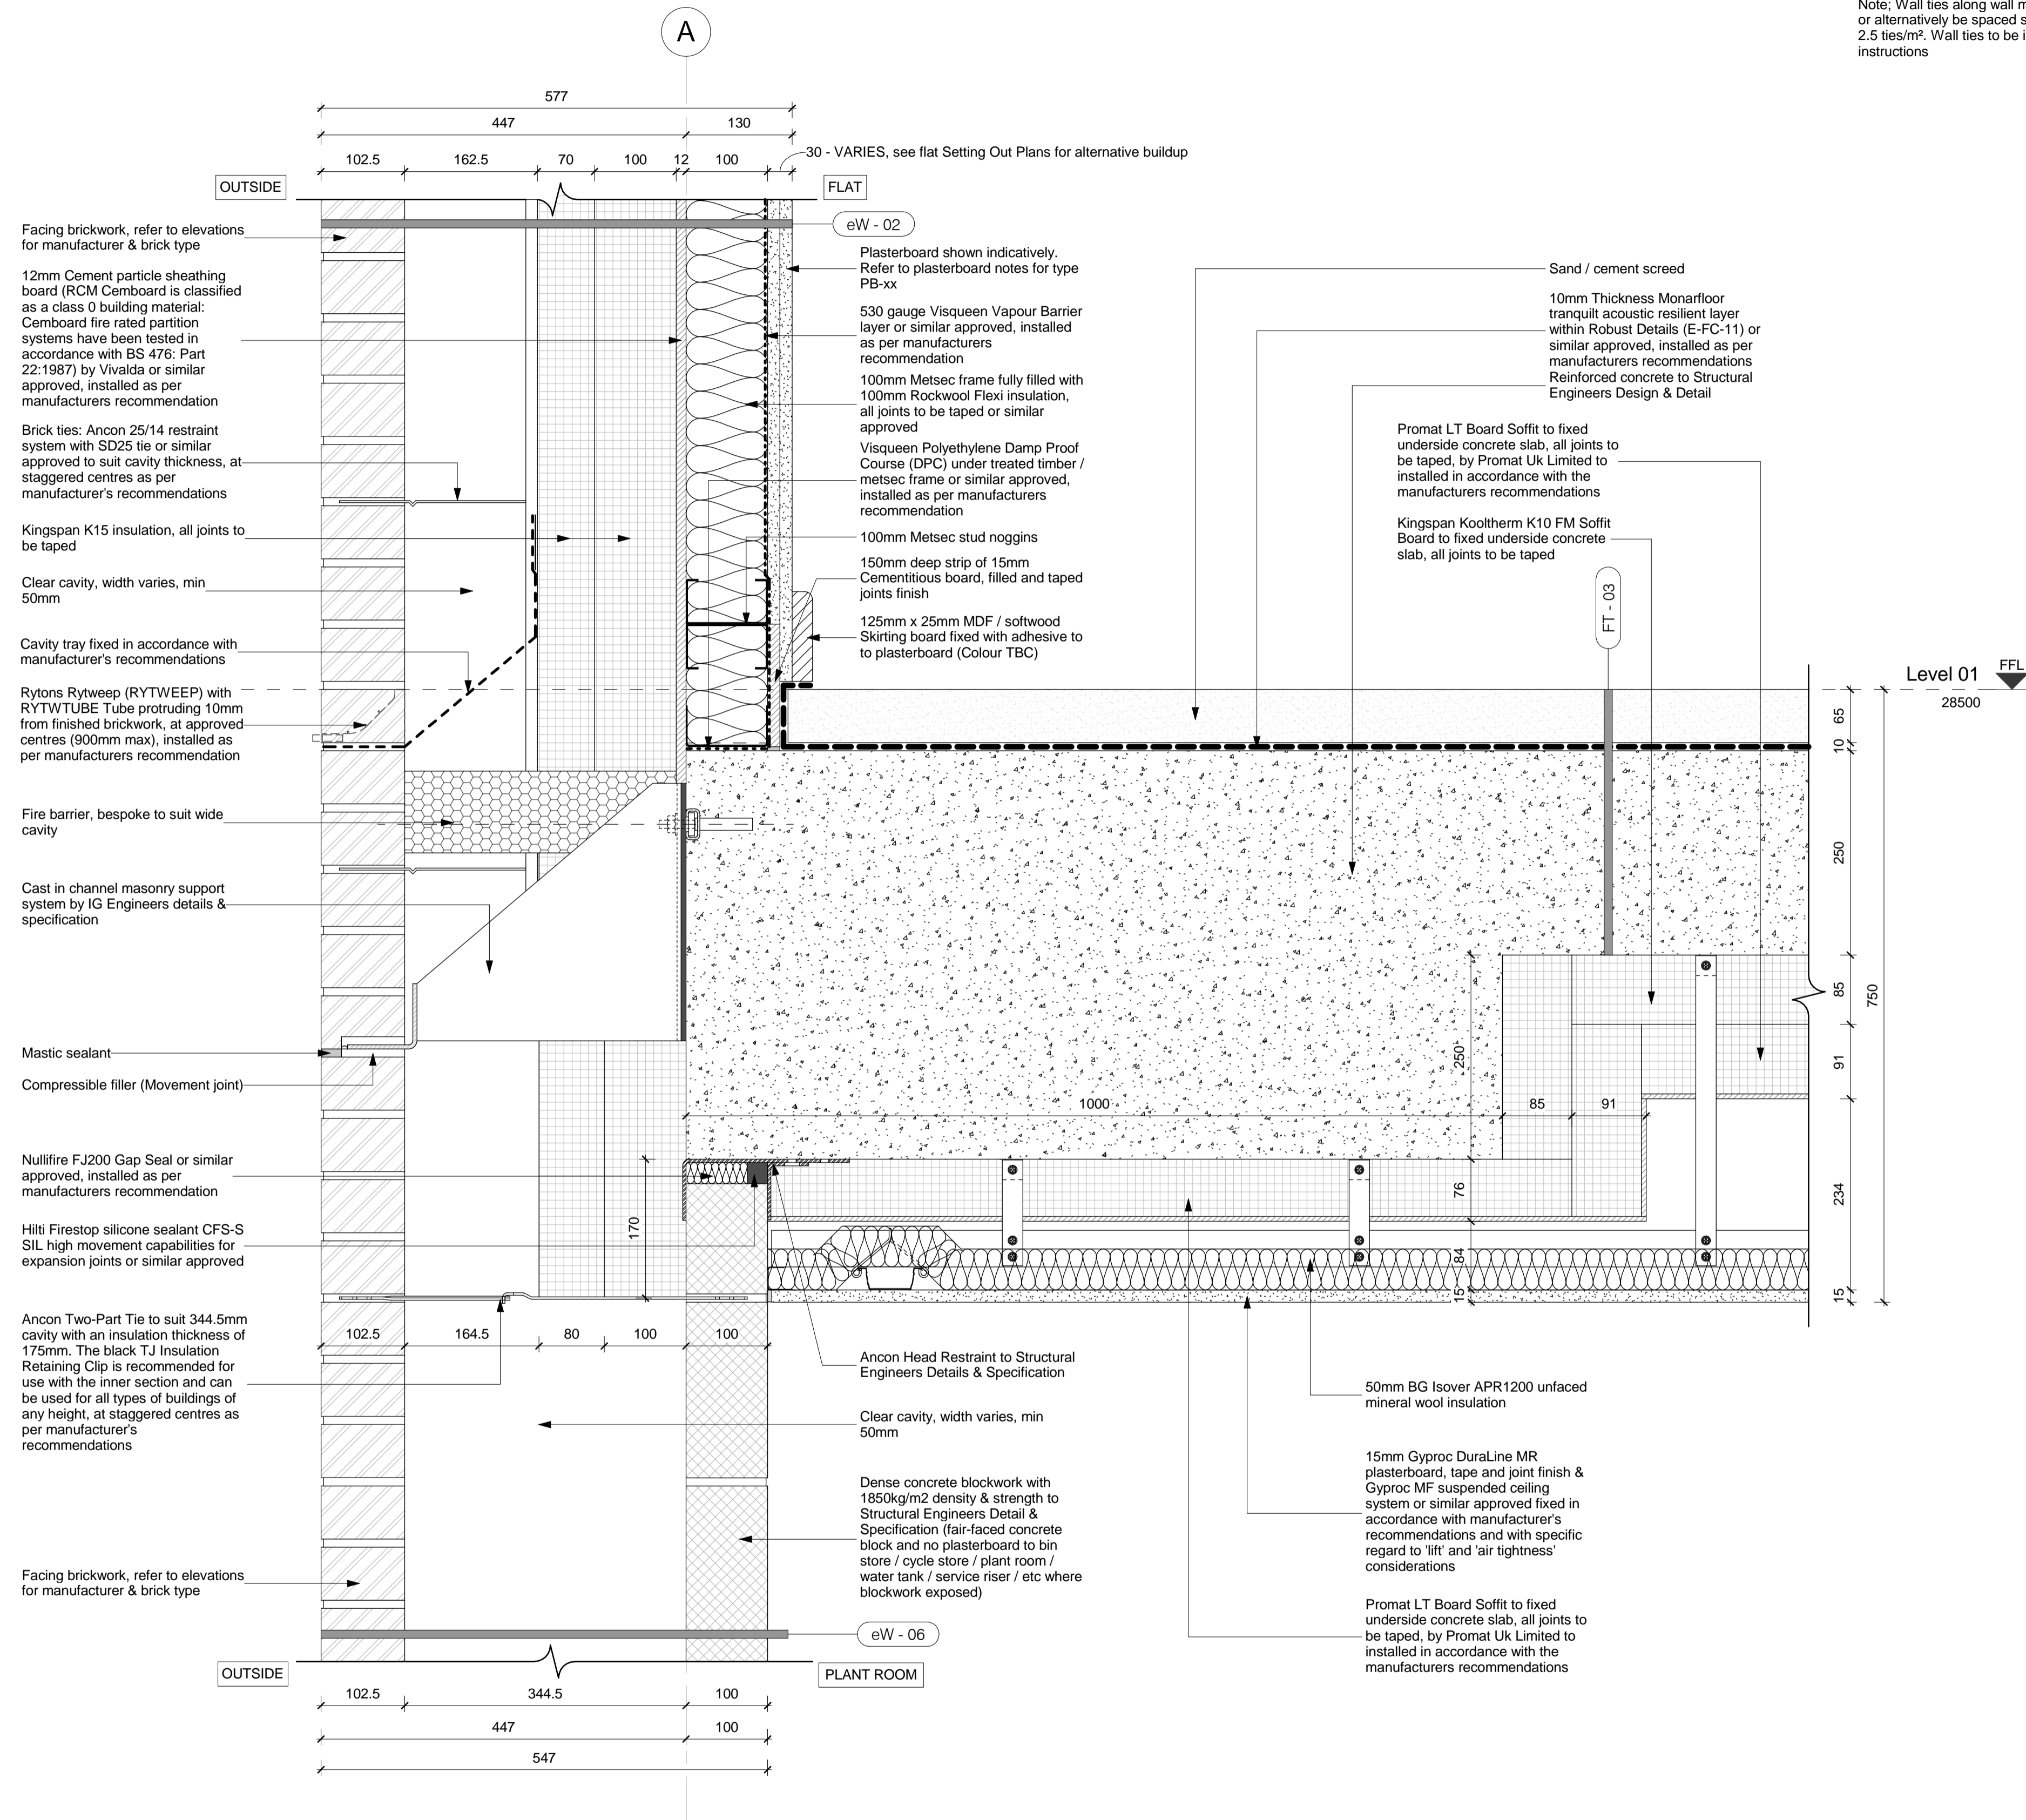 Note; Wall ties along wall m
or alternatively be spaced s
2.5 ties/m². Wall ties to be i
instructions
A
577
447
130
102.5
162.5
70
100
12
100
30 - VARIES, see flat Setting Out Plans for alternative buildup
OUTSIDE
FLAT
eW - 02
Facing brickwork, refer to elevations
for manufacturer & brick type
12mm Cement particle sheathing
board (RCM Cemboard is classified
as a class 0 building material:
Cemboard fire rated partition
systems have been tested in
accordance with BS 476: Part
22:1987) by Vivalda or similar
approved, installed as per
manufacturers recommendation
Brick ties: Ancon 25/14 restraint
system with SD25 tie or similar
approved to suit cavity thickness, at
staggered centres as per
manufacturer's recommendations
Kingspan K15 insulation, all joints to
be taped
Clear cavity, width varies, min
50mm
Cavity tray fixed in accordance with
manufacturer's recommendations
Rytons Rytweep (RYTWEEP) with
RYTWTUBE Tube protruding 10mm
from finished brickwork, at approved
centres (900mm max), installed as
per manufacturers recommendation
Fire barrier, bespoke to suit wide
cavity
Cast in channel masonry support
system by IG Engineers details &
specification
Mastic sealant
Compressible filler (Movement joint)
Nullifire FJ200 Gap Seal or similar
approved, installed as per
manufacturers recommendation
Hilti Firestop silicone sealant CFS-S
SIL high movement capabilities for
expansion joints or similar approved
Ancon Two-Part Tie to suit 344.5mm
cavity with an insulation thickness of
175mm. The black TJ Insulation
Retaining Clip is recommended for
use with the inner section and can
be used for all types of buildings of
any height, at staggered centres as
per manufacturer's
recommendations
Facing brickwork, refer to elevations
for manufacturer & brick type
Plasterboard shown indicatively.
Refer to plasterboard notes for type
PB-xx
530 gauge Visqueen Vapour Barrier
layer or similar approved, installed
as per manufacturers
recommendation
100mm Metsec frame fully filled with
100mm Rockwool Flexi insulation,
all joints to be taped or similar
approved
Visqueen Polyethylene Damp Proof
Course (DPC) under treated timber /
metsec frame or similar approved,
installed as per manufacturers
recommendation
100mm Metsec stud noggins
150mm deep strip of 15mm
Cementitious board, filled and taped
joints finish
125mm x 25mm MDF / softwood
Skirting board fixed with adhesive to
to plasterboard (Colour TBC)
Sand / cement screed
10mm Thickness Monarfloor
tranquilt acoustic resilient layer
within Robust Details (E-FC-11) or
similar approved, installed as per
manufacturers recommendations
Reinforced concrete to Structural
Engineers Design & Detail
Promat LT Board Soffit to fixed
underside concrete slab, all joints to
be taped, by Promat Uk Limited to
installed in accordance with the
manufacturers recommendations
Kingspan Kooltherm K10 FM Soffit
Board to fixed underside concrete
slab, all joints to be taped
FT - 03
Level 01
FFL
28500
65
10
250
85
91
234
15
750
250
1000
85
91
76
84
15
170
102.5
164.5
80
100
100
Ancon Head Restraint to Structural
Engineers Details & Specification
Clear cavity, width varies, min
50mm
Dense concrete blockwork with
1850kg/m2 density & strength to
Structural Engineers Detail &
Specification (fair-faced concrete
block and no plasterboard to bin
store / cycle store / plant room /
water tank / service riser / etc where
blockwork exposed)
50mm BG Isover APR1200 unfaced
mineral wool insulation
15mm Gyproc DuraLine MR
plasterboard, tape and joint finish &
Gyproc MF suspended ceiling
system or similar approved fixed in
accordance with manufacturer's
recommendations and with specific
regard to 'lift' and 'air tightness'
considerations
Promat LT Board Soffit to fixed
underside concrete slab, all joints to
be taped, by Promat Uk Limited to
installed in accordance with the
manufacturers recommendations
eW - 06
OUTSIDE
PLANT ROOM
102.5
344.5
100
447
100
547